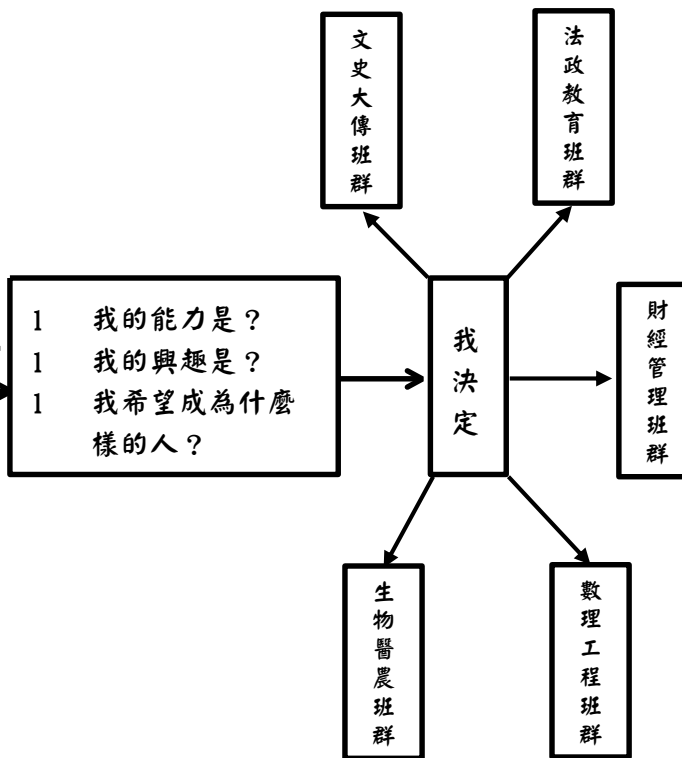 文史大傳班群
法政教育班群
1 我的能力是？
1 我的興趣是？
1 我希望成為什麼
樣的人？
我決定
財經管理班群
生物醫農班群
數理工程班群